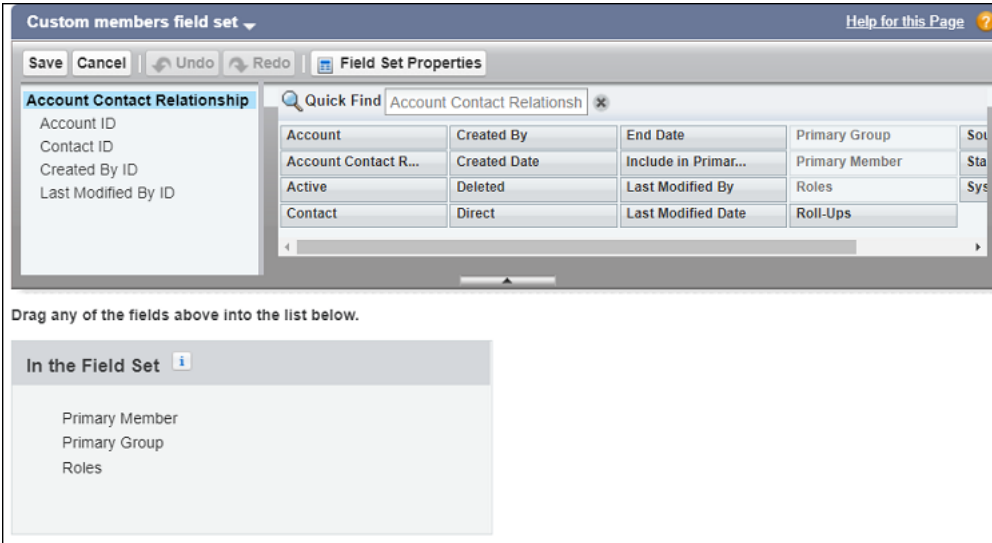 Custom members field set
Help for this Page ?
Save Cancel Undo Redo Field Set Properties
Account Contact Relationship
Account ID
Contact ID
Created By ID
Last Modified By ID
Quick Find Account Contact Relationsh
Account Created By End Date Primary Group Sou
Account Contact R... Created Date Include in Primar... Primary Member Sta
Active Deleted Last Modified By Roles Sys
Contact Direct Last Modified Date Roll-Ups
Drag any of the fields above into the list below.
In the Field Set i
Primary Member
Primary Group
Roles